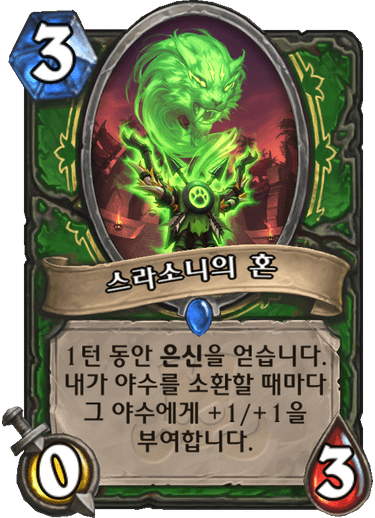 3
스라소니의 혼
1턴 동안 은신을 얻습니다.
내가 야수를 소환할 때마다
그 야수에게 +1/+1을
부여합니다.
0
3